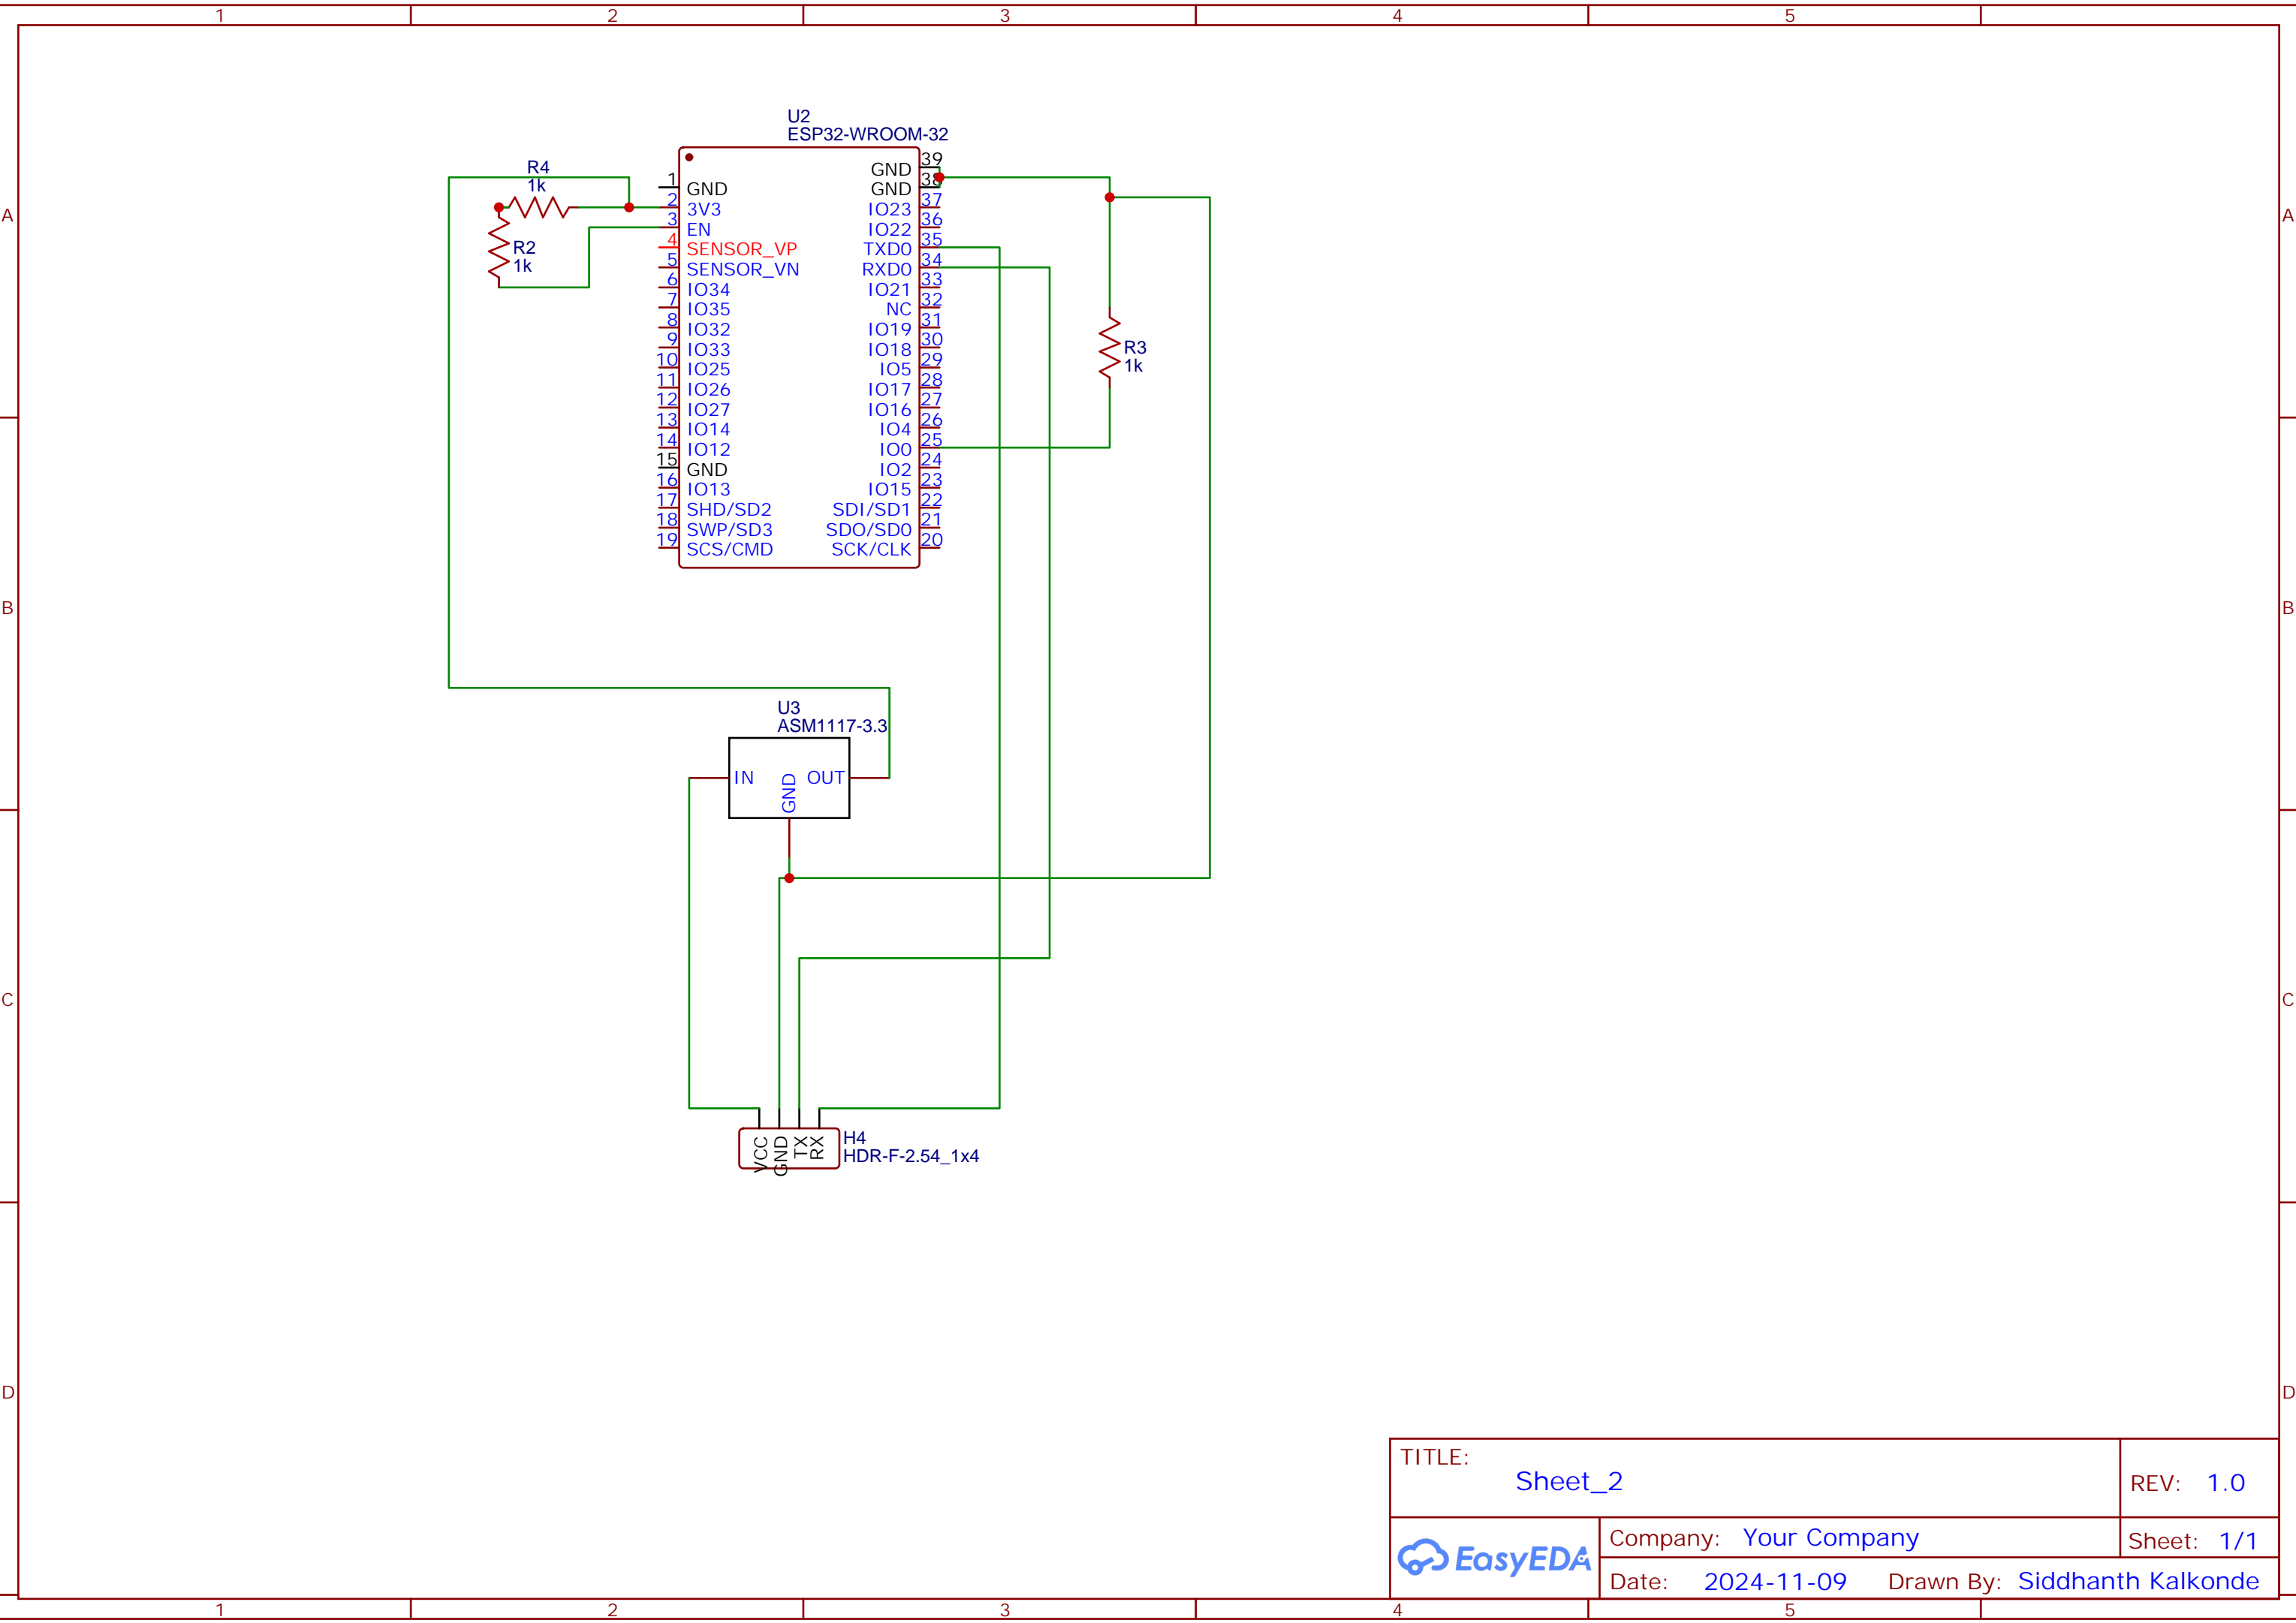 1 2 3 4 5
A A
B B
C C
D D
U2
ESP32-WROOM-32
1 GND
2 3V3
3 EN
4 SENSOR_VP
5 SENSOR_VN
6 IO34
7 IO35
8 IO32
9 IO33
10 IO25
11 IO26
12 IO27
13 IO14
14 IO12
15 GND
16 IO13
17 SHD/SD2
18 SWP/SD3
19 SCS/CMD
GND 39
GND 38
IO23 37
IO22 36
TXD0 35
RXD0 34
IO21 33
NC 32
IO19 31
IO18 30
IO5 29
IO17 28
IO16 27
IO4 26
IO0 25
IO2 24
IO15 23
SDI/SD1 22
SDO/SD0 21
SCK/CLK 20
R4
1k
R2
1k
R3
1k
U3
ASM1117-3.3
IN GND OUT
VCC GND TX RX
H4
HDR-F-2.54_1x4
TITLE:
Sheet_2
REV: 1.0
EasyEDA
Company: Your Company
Sheet: 1/1
Date: 2024-11-09 Drawn By: Siddhanth Kalkonde
1 2 3 4 5